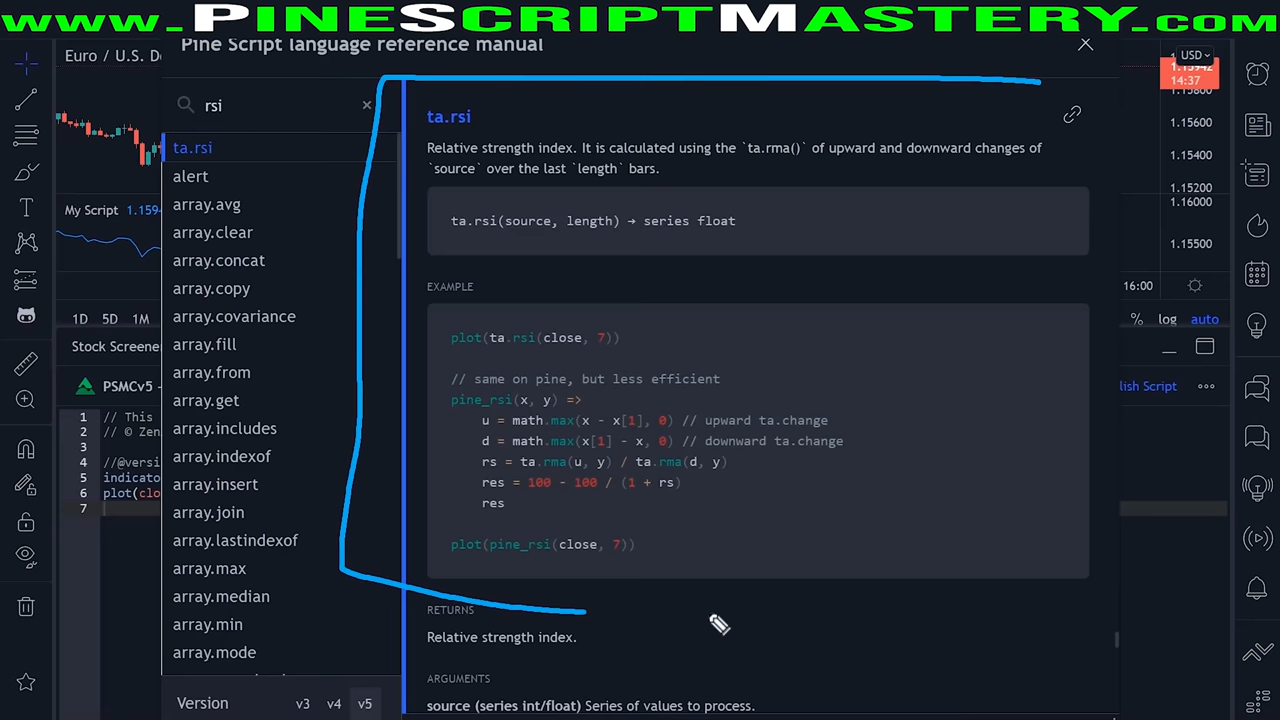 www.PineScriptMastery.com
Pine Script language reference manual
Euro / U.S. Do
USD
1.15942
14:37
1.15800
1.15600
1.15400
1.15200
1.16000
1.15500
My Script 1.1594
16:00
1D 5D 1M
% log auto
Stock Screene
PSMCv5 -
lish Script
1 // This
2 // © Zen
3
4 //@versi
5 indicato
6 plot(clo
7
rsi
ta.rsi
alert
array.avg
array.clear
array.concat
array.copy
array.covariance
array.fill
array.from
array.get
array.includes
array.indexof
array.insert
array.join
array.lastindexof
array.max
array.median
array.min
array.mode
Version v3 v4 v5
ta.rsi
Relative strength index. It is calculated using the `ta.rma()` of upward and downward changes of
`source` over the last `length` bars.
ta.rsi(source, length) → series float
EXAMPLE
plot(ta.rsi(close, 7))
// same on pine, but less efficient
pine_rsi(x, y) =>
u = math.max(x - x[1], 0) // upward ta.change
d = math.max(x[1] - x, 0) // downward ta.change
rs = ta.rma(u, y) / ta.rma(d, y)
res = 100 - 100 / (1 + rs)
res
plot(pine_rsi(close, 7))
RETURNS
Relative strength index.
ARGUMENTS
source (series int/float) Series of values to process.